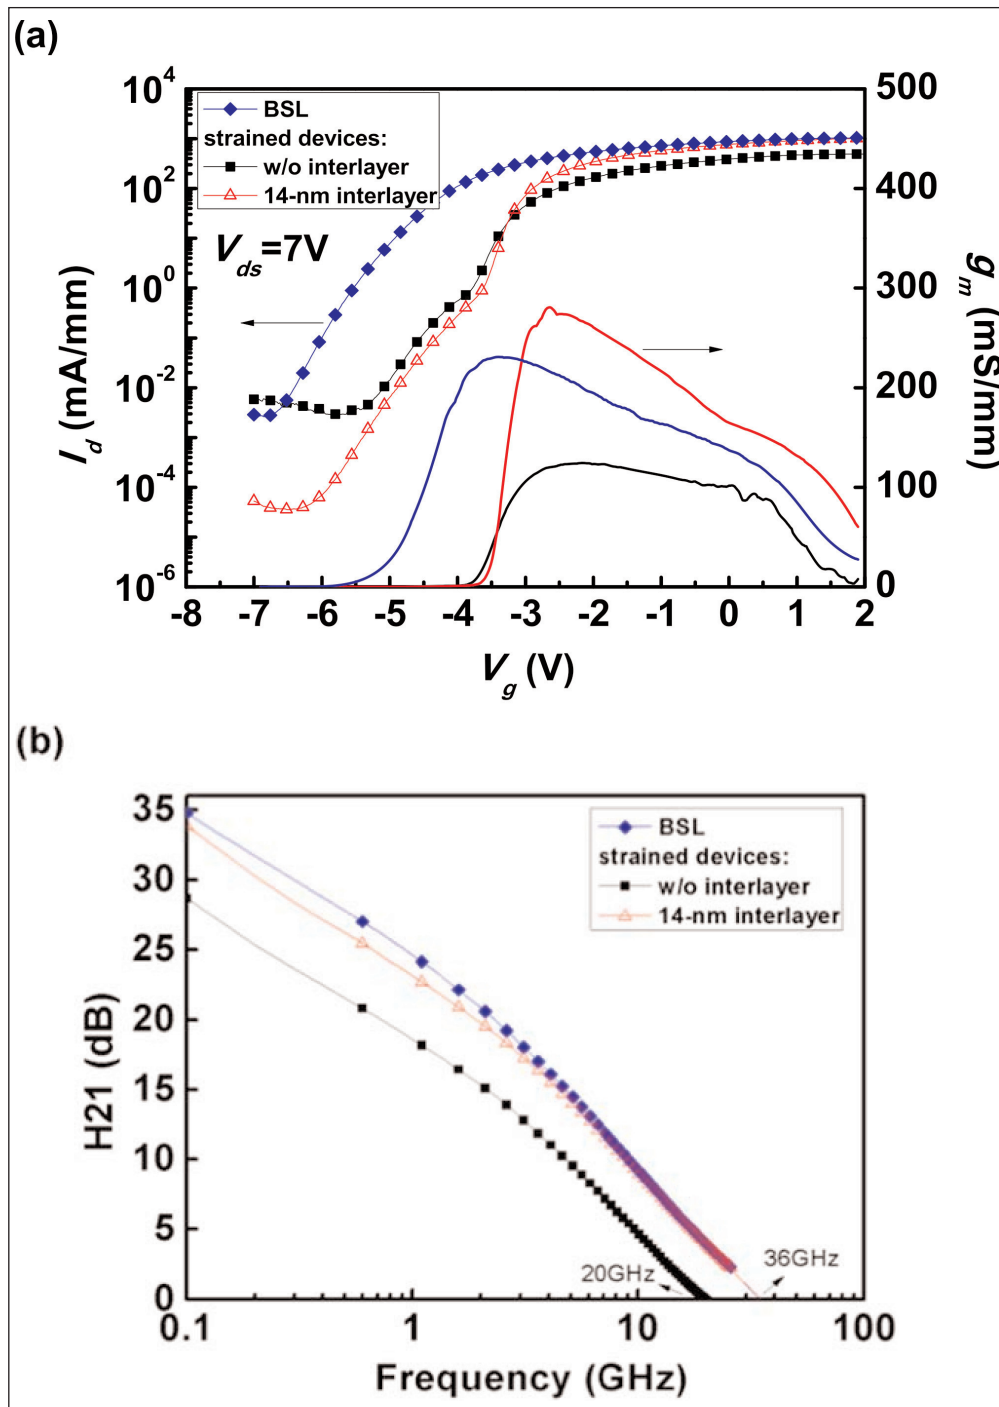 (a)
BSL
strained devices:
w/o interlayer
14-nm interlayer
V_ds=7V
I_d (mA/mm)
10^4
10^2
10^0
10^-2
10^-4
10^-6
g_m (mS/mm)
500
400
300
200
100
0
-8 -7 -6 -5 -4 -3 -2 -1 0 1 2
V_g (V)
(b)
BSL
strained devices:
w/o interlayer
14-nm interlayer
H21 (dB)
35
30
25
20
15
10
5
0
20GHz
36GHz
0.1 1 10 100
Frequency (GHz)